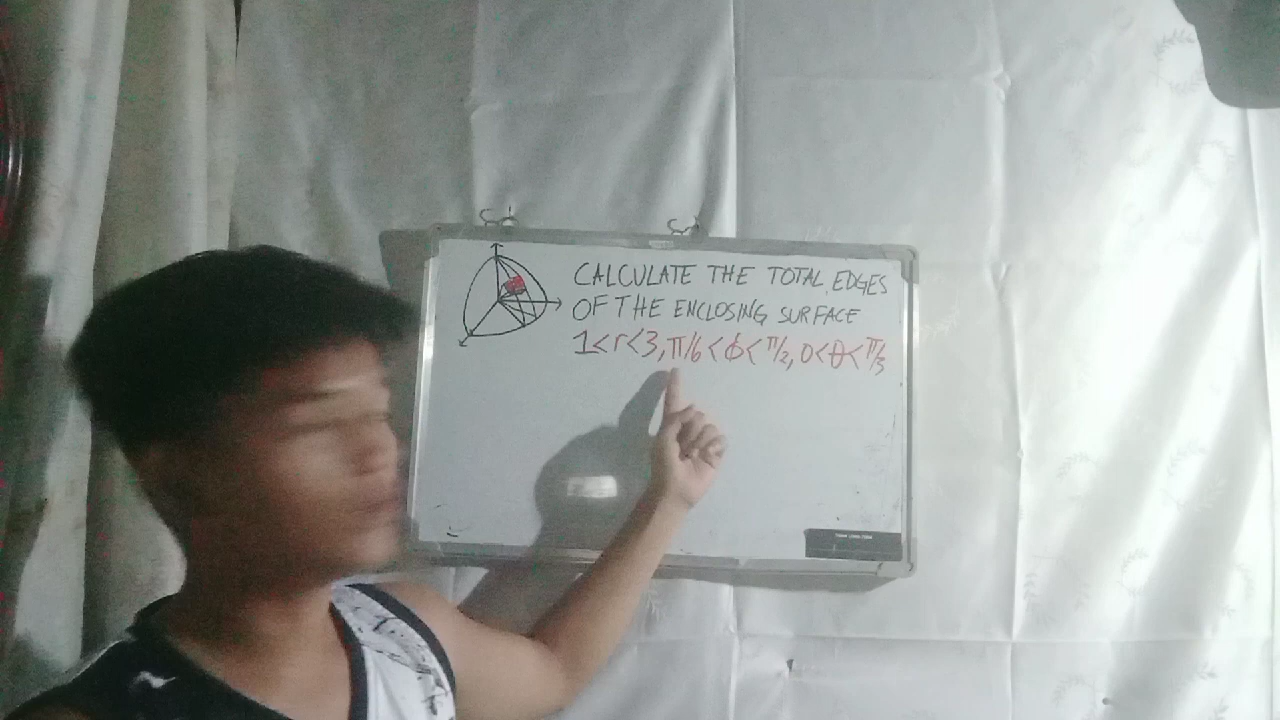 CALCULATE THE TOTAL EDGES
OF THE ENCLOSING SURFACE
1<r<3, π/6<ϕ<π/2, 0<θ<π/3